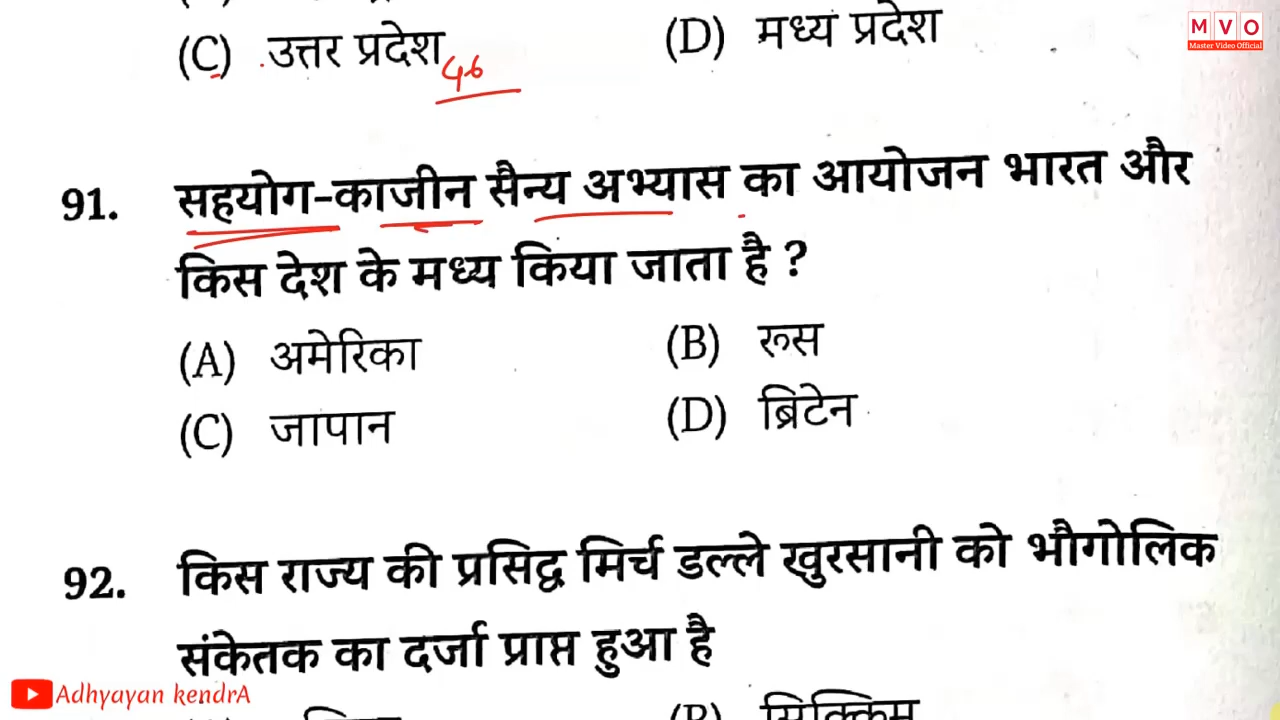 (C) उत्तर प्रदेश 46 (D) मध्य प्रदेश
M V O
Master Video Official
91. सहयोग-काजीन सैन्य अभ्यास का आयोजन भारत और
किस देश के मध्य किया जाता है ?
(A) अमेरिका (B) रूस
(C) जापान (D) ब्रिटेन
92. किस राज्य की प्रसिद्ध मिर्च डल्ले खुरसानी को भौगोलिक
संकेतक का दर्जा प्राप्त हुआ है
Adhyayan kendrA
(B) सिक्किम